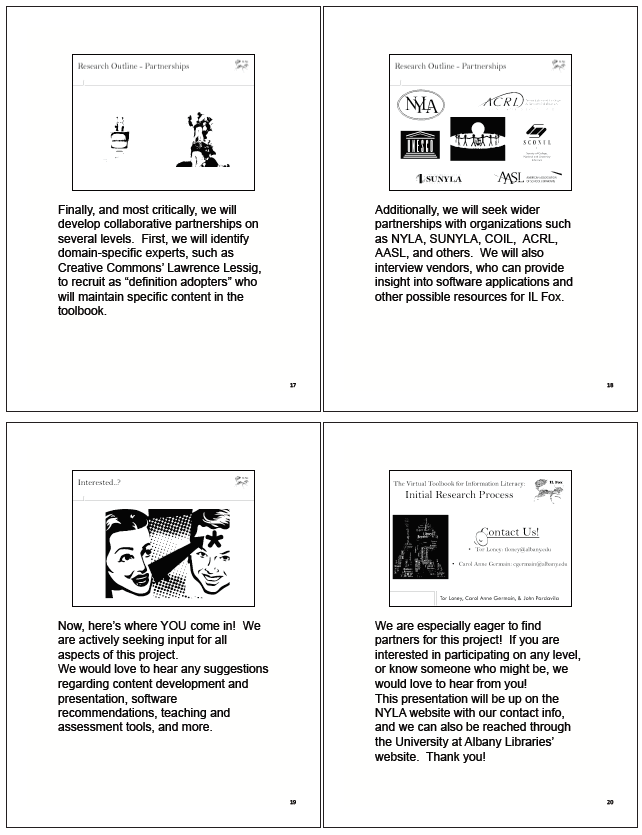 Research Outline – Partnerships
Finally, and most critically, we will
develop collaborative partnerships on
several levels.  First, we will identify
domain-specific experts, such as
Creative Commons’ Lawrence Lessig,
to recruit as “definition adopters” who
will maintain specific content in the
toolbook.
17
Research Outline – Partnerships
NYLA
ACRL
UNESCO
SCONUL
SUNYLA
AASL
Additionally, we will seek wider
partnerships with organizations such
as NYLA, SUNYLA, COIL,  ACRL,
AASL, and others.  We will also
interview vendors, who can provide
insight into software applications and
other possible resources for IL Fox.
18
Interested..?
Now, here’s where YOU come in!  We
are actively seeking input for all
aspects of this project.
We would love to hear any suggestions
regarding content development and
presentation, software
recommendations, teaching and
assessment tools, and more.
19
The Virtual Toolbook for Information Literacy:
Initial Research Process
IL Fox
Contact Us!
• Tor Loney: tloney@albany.edu
• Carol Anne Germain: cgermain@albany.edu
Tor Loney, Carol Anne Germain, & John Pardavila
We are especially eager to find
partners for this project!  If you are
interested in participating on any level,
or know someone who might be, we
would love to hear from you!
This presentation will be up on the
NYLA website with our contact info,
and we can also be reached through
the University at Albany Libraries’
website.  Thank you!
20